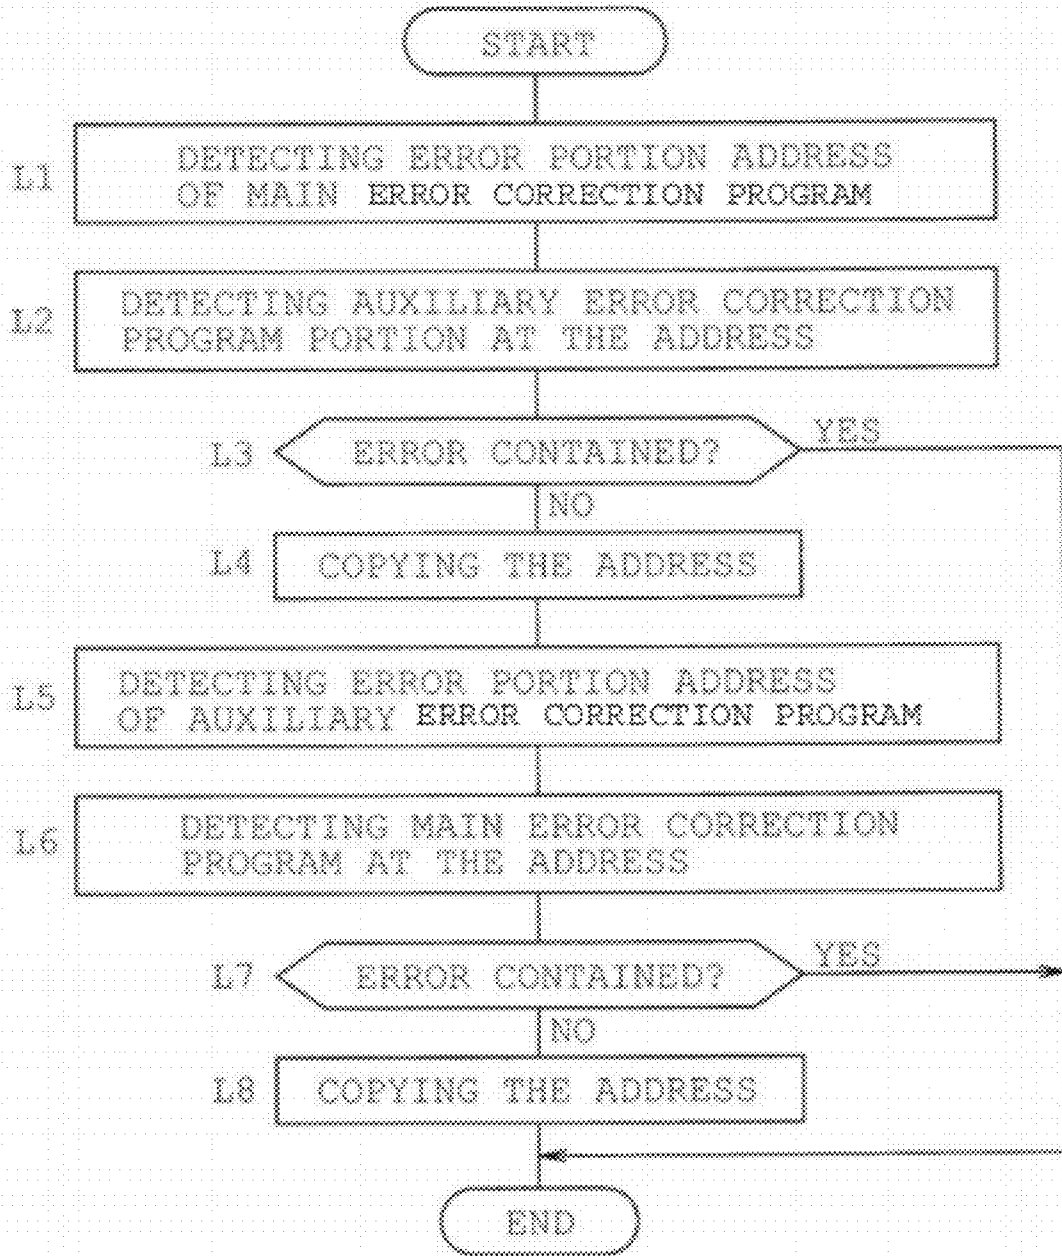 START
L1
DETECTING ERROR PORTION ADDRESS
OF MAIN ERROR CORRECTION PROGRAM
L2
DETECTING AUXILIARY ERROR CORRECTION
PROGRAM PORTION AT THE ADDRESS
L3
ERROR CONTAINED?
YES
NO
L4
COPYING THE ADDRESS
L5
DETECTING ERROR PORTION ADDRESS
OF AUXILIARY ERROR CORRECTION PROGRAM
L6
DETECTING MAIN ERROR CORRECTION
PROGRAM AT THE ADDRESS
L7
ERROR CONTAINED?
YES
NO
L8
COPYING THE ADDRESS
END